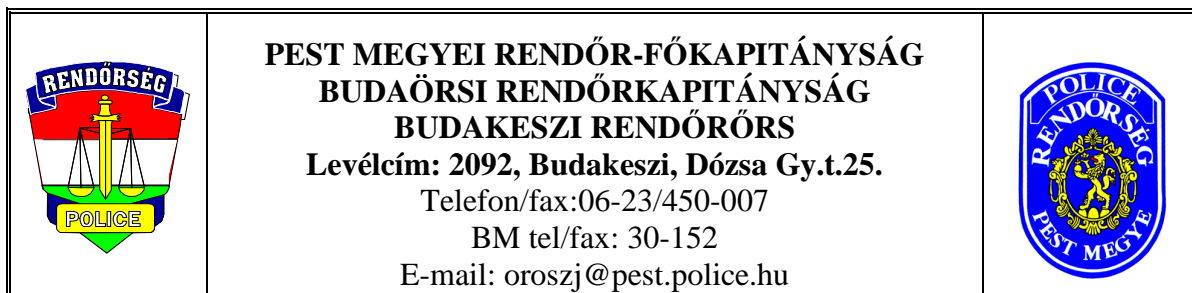 RENDŐRSÉG
POLICE
PEST MEGYEI RENDŐR-FŐKAPITÁNYSÁG
BUDAÖRSI RENDŐRKAPITÁNYSÁG
BUDAKESZI RENDŐRŐRS
Levélcím: 2092, Budakeszi, Dózsa Gy.t.25.
Telefon/fax:06-23/450-007
BM tel/fax: 30-152
E-mail: oroszj@pest.police.hu
POLICE
RENDŐRSÉG
PEST MEGYE